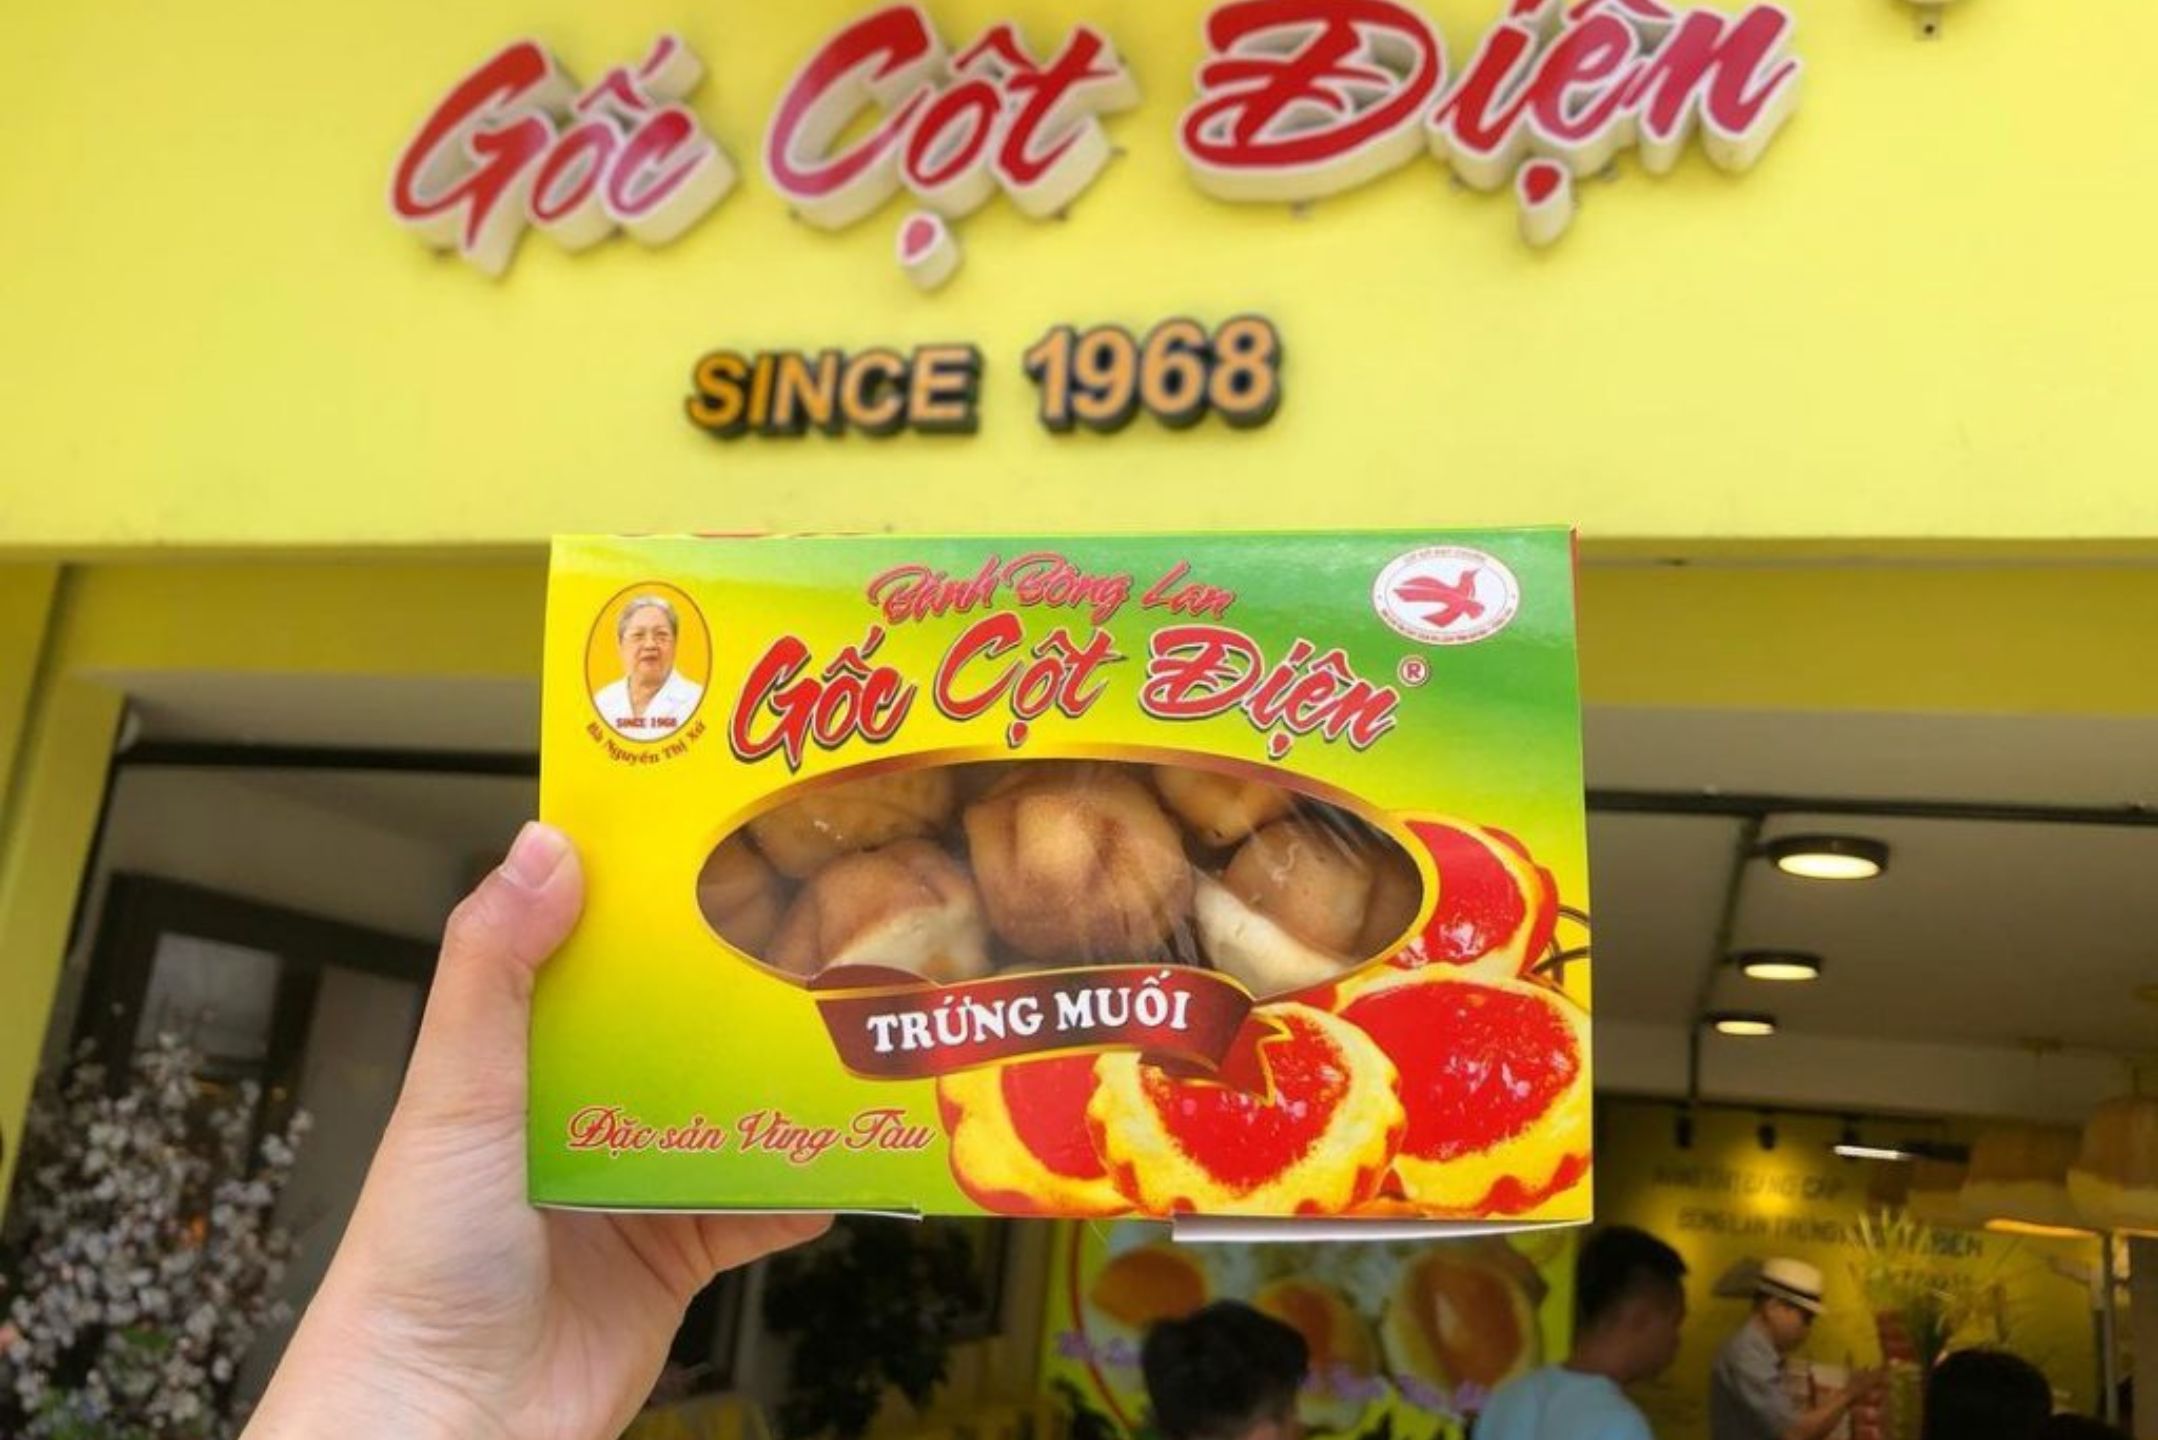 Gốc Cột Điện
SINCE 1968
Bánh Bông Lan
Gốc Cột Điện ®
SINCE 1968
Bà Nguyễn Thị Xứ
TRỨNG MUỐI
Đặc sản Vũng Tàu